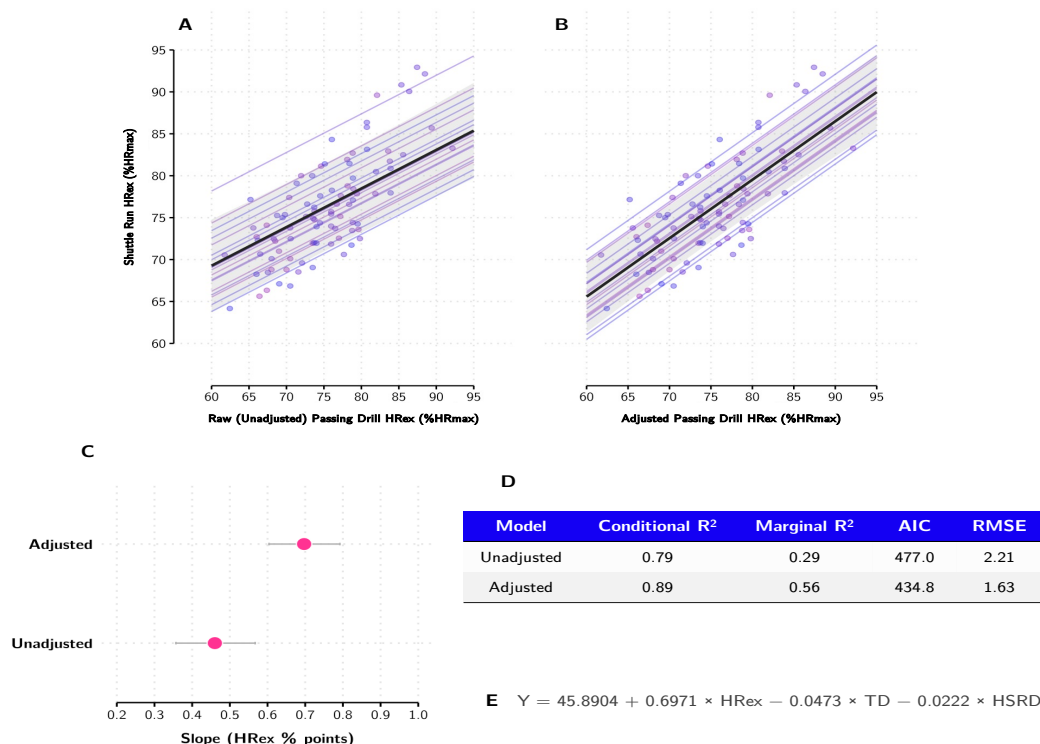 A
B
95
90
85
80
75
70
65
60
Shuttle Run HRex (%HRmax)
60 65 70 75 80 85 90 95
Raw (Unadjusted) Passing Drill HRex (%HRmax)
60 65 70 75 80 85 90 95
Adjusted Passing Drill HRex (%HRmax)
C
Adjusted
Unadjusted
0.2 0.3 0.4 0.5 0.6 0.7 0.8 0.9 1.0
Slope (HRex % points)
D
Model Conditional R² Marginal R² AIC RMSE
Unadjusted 0.79 0.29 477.0 2.21
Adjusted 0.89 0.56 434.8 1.63
E Y = 45.8904 + 0.6971 × HRex − 0.0473 × TD − 0.0222 × HSRD